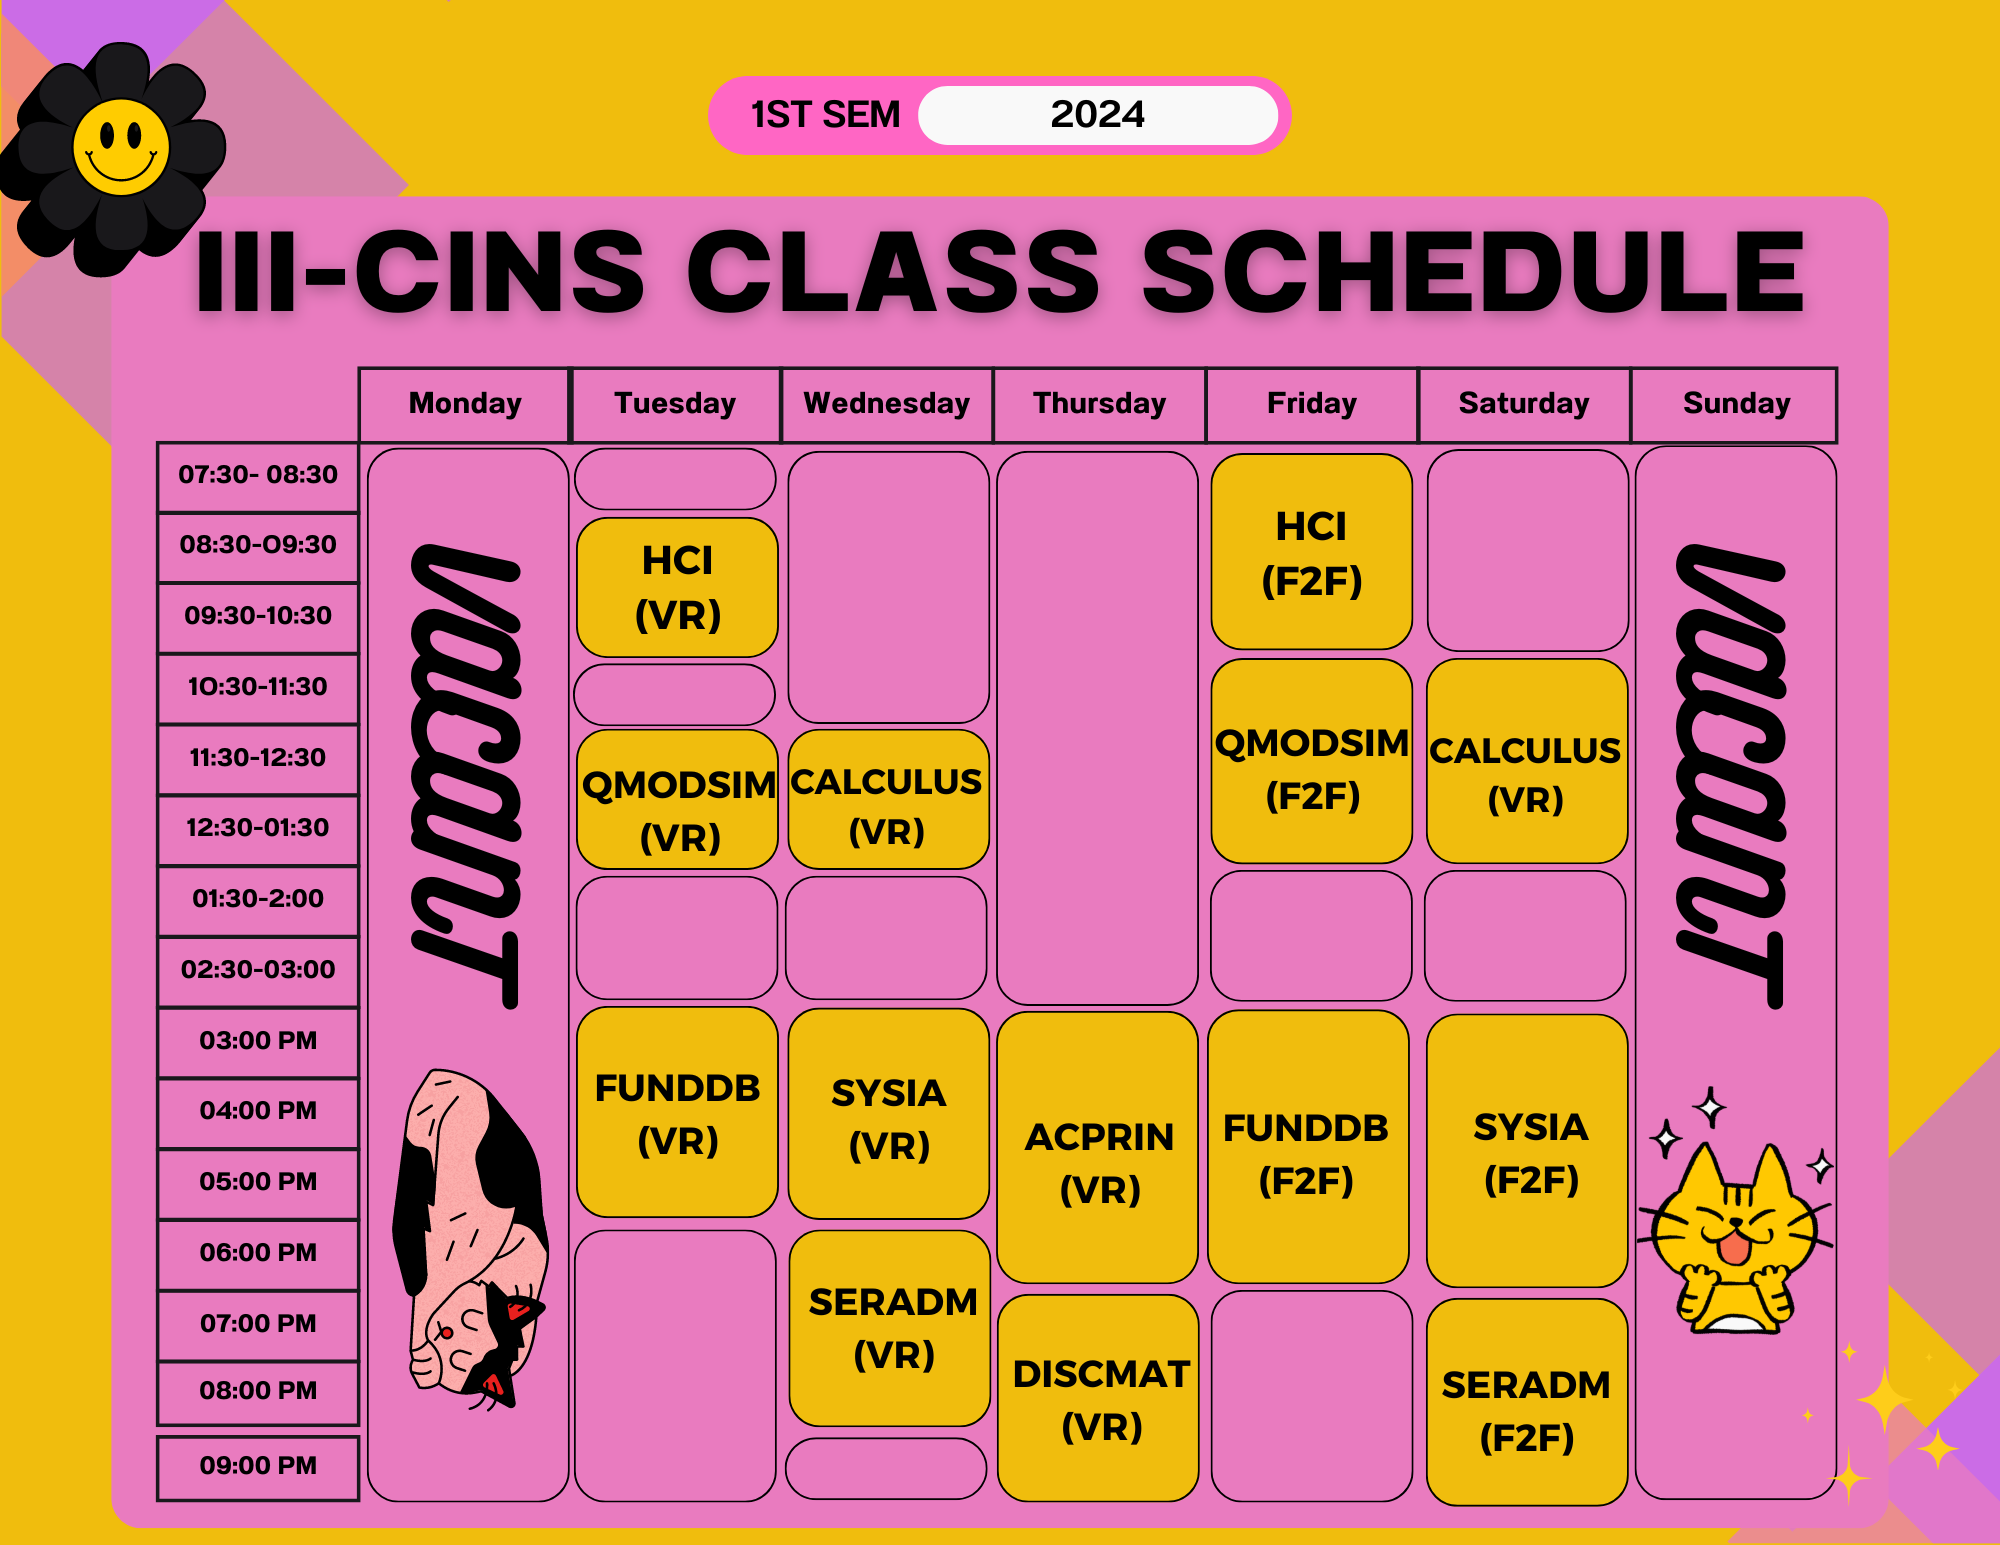 1ST SEM 2024
III-CINS CLASS SCHEDULE
Monday Tuesday Wednesday Thursday Friday Saturday Sunday
07:30- 08:30
08:30-O9:30
09:30-10:30
1O:30-11:30
11:30-12:30
12:30-01:30
01:30-2:00
02:30-03:00
03:00 PM
04:00 PM
05:00 PM
06:00 PM
07:00 PM
08:00 PM
09:00 PM
Vacant
HCI
(VR)
QMODSIM
(VR)
FUNDDB
(VR)
CALCULUS
(VR)
SYSIA
(VR)
SERADM
(VR)
ACPRIN
(VR)
DISCMAT
(VR)
HCI
(F2F)
QMODSIM
(F2F)
FUNDDB
(F2F)
CALCULUS
(VR)
SYSIA
(F2F)
SERADM
(F2F)
Vacant